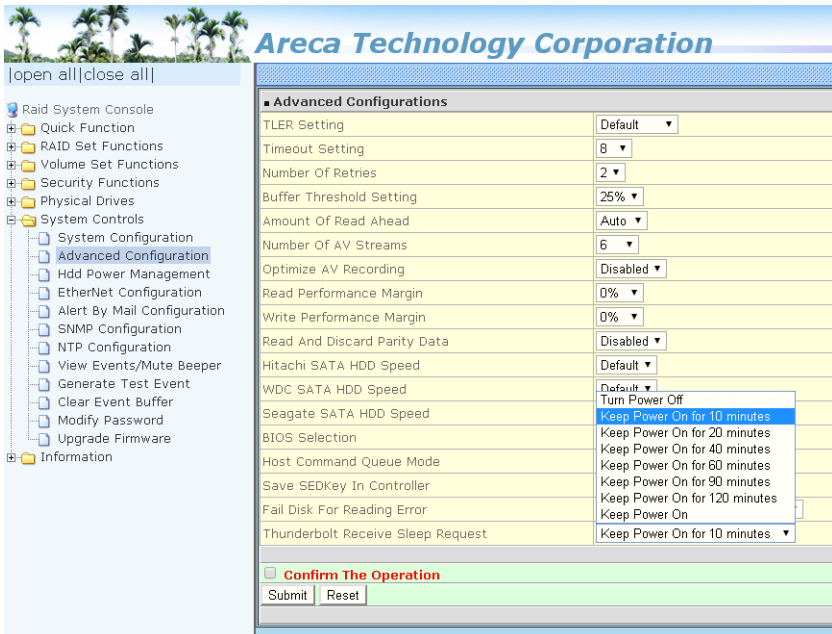 Areca Technology Corporation
|open all|close all|
Raid System Console
Quick Function
RAID Set Functions
Volume Set Functions
Security Functions
Physical Drives
System Controls
System Configuration
Advanced Configuration
Hdd Power Management
EtherNet Configuration
Alert By Mail Configuration
SNMP Configuration
NTP Configuration
View Events/Mute Beeper
Generate Test Event
Clear Event Buffer
Modify Password
Upgrade Firmware
Information
Advanced Configurations
TLER Setting Default
Timeout Setting 8
Number Of Retries 2
Buffer Threshold Setting 25%
Amount Of Read Ahead Auto
Number Of AV Streams 6
Optimize AV Recording Disabled
Read Performance Margin 0%
Write Performance Margin 0%
Read And Discard Parity Data Disabled
Hitachi SATA HDD Speed Default
WDC SATA HDD Speed Default
Seagate SATA HDD Speed
BIOS Selection
Host Command Queue Mode
Save SEDKey In Controller
Fail Disk For Reading Error
Turn Power Off
Keep Power On for 10 minutes
Keep Power On for 20 minutes
Keep Power On for 40 minutes
Keep Power On for 60 minutes
Keep Power On for 90 minutes
Keep Power On for 120 minutes
Keep Power On
Thunderbolt Receive Sleep Request Keep Power On for 10 minutes
Confirm The Operation
Submit Reset